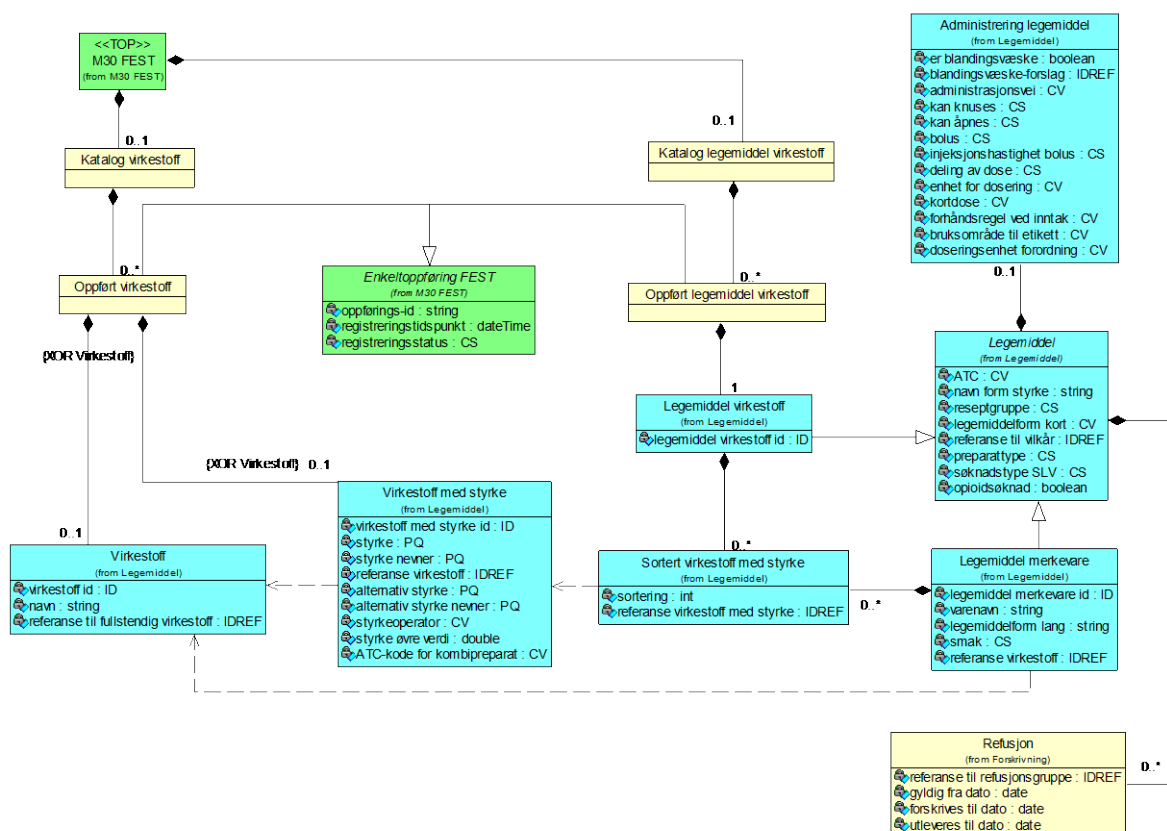 <<TOP>>
M30 FEST
(from M30 FEST)
0..1
Katalog virkestoff
0..*
Oppført virkestoff
{XOR Virkestoff}
{XOR Virkestoff}
0..1
0..1
Enkeltoppføring FEST
(from M30 FEST)
oppførings-id : string
registreringstidspunkt : dateTime
registreringsstatus : CS
0..1
Katalog legemiddel virkestoff
0..*
Oppført legemiddel virkestoff
1
Legemiddel virkestoff
(from Legemiddel)
legemiddel virkestoff id : ID
0..*
Administrering legemiddel
(from Legemiddel)
er blandingsvæske : boolean
blandingsvæske-forslag : IDREF
administrasjonsvei : CV
kan knuses : CS
kan åpnes : CS
bolus : CS
injeksjonshastighet bolus : CS
deling av dose : CS
enhet for dosering : CV
kortdose : CV
forhåndsregel ved inntak : CV
bruksområde til etikett : CV
doseringsenhet forordning : CV
0..1
Legemiddel
(from Legemiddel)
ATC : CV
navn form styrke : string
reseptgruppe : CS
legemiddelform kort : CV
referanse til vilkår : IDREF
preparattype : CS
søknadstype SLV : CS
opioidsøknad : boolean
Virkestoff
(from Legemiddel)
virkestoff id : ID
navn : string
referanse til fullstendig virkestoff : IDREF
Virkestoff med styrke
(from Legemiddel)
virkestoff med styrke id : ID
styrke : PQ
styrke nevner : PQ
referanse virkestoff : IDREF
alternativ styrke : PQ
alternativ styrke nevner : PQ
styrkeoperator : CV
styrke øvre verdi : double
ATC-kode for kombipreparat : CV
Sortert virkestoff med styrke
(from Legemiddel)
sortering : int
referanse virkestoff med styrke : IDREF
0..*
Legemiddel merkevare
(from Legemiddel)
legemiddel merkevare id : ID
varenavn : string
legemiddelform lang : string
smak : CS
referanse virkestoff : IDREF
Refusjon
(from Forskrivning)
referanse til refusjonsgruppe : IDREF
gyldig fra dato : date
forskrives til dato : date
utleveres til dato : date
0..*